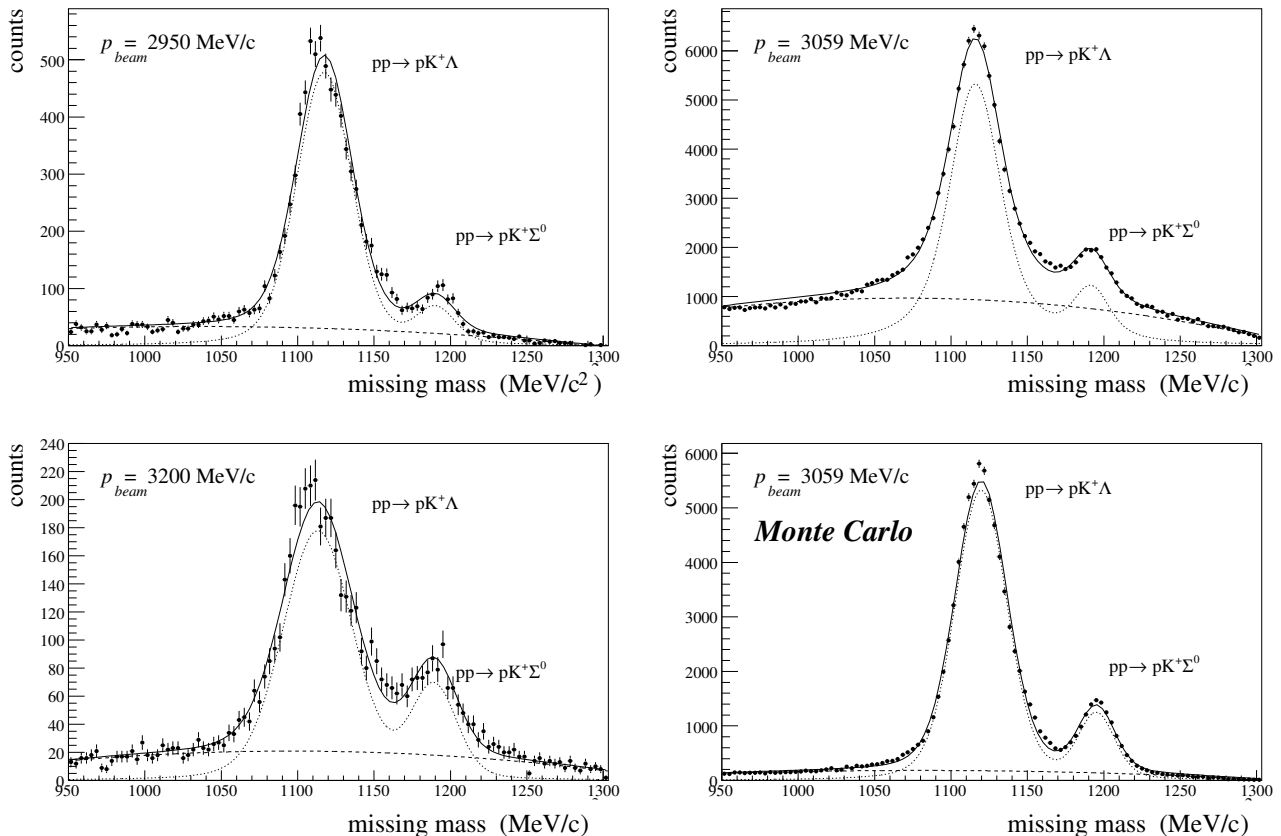 counts
p_beam = 2950 MeV/c
pp→ pK⁺Λ
pp→ pK⁺Σ⁰
500
400
300
200
100
0
950 1000 1050 1100 1150 1200 1250 1300
missing mass (MeV/c²)
counts
p_beam = 3059 MeV/c
pp→ pK⁺Λ
pp→ pK⁺Σ⁰
6000
5000
4000
3000
2000
1000
0
950 1000 1050 1100 1150 1200 1250 1300
missing mass (MeV/c)
counts
p_beam = 3200 MeV/c
pp→ pK⁺Λ
pp→ pK⁺Σ⁰
240
220
200
180
160
140
120
100
80
60
40
20
0
950 1000 1050 1100 1150 1200 1250 1300
missing mass (MeV/c)
counts
p_beam = 3059 MeV/c
pp→ pK⁺Λ
Monte Carlo
pp→ pK⁺Σ⁰
6000
5000
4000
3000
2000
1000
0
950 1000 1050 1100 1150 1200 1250 1300
missing mass (MeV/c)